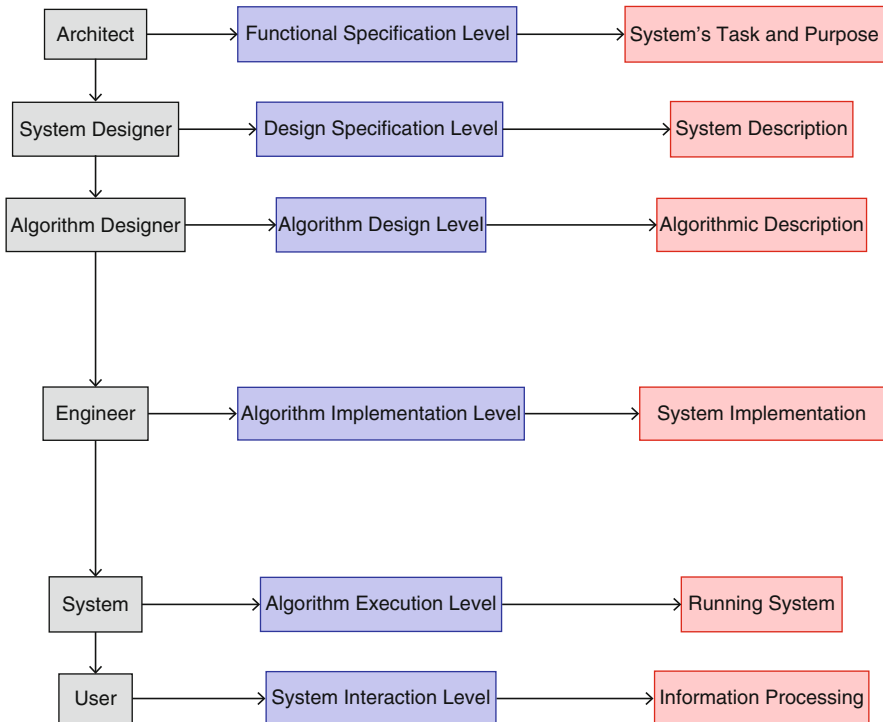 Architect
Functional Specification Level
System’s Task and Purpose
System Designer
Design Specification Level
System Description
Algorithm Designer
Algorithm Design Level
Algorithmic Description
Engineer
Algorithm Implementation Level
System Implementation
System
Algorithm Execution Level
Running System
User
System Interaction Level
Information Processing